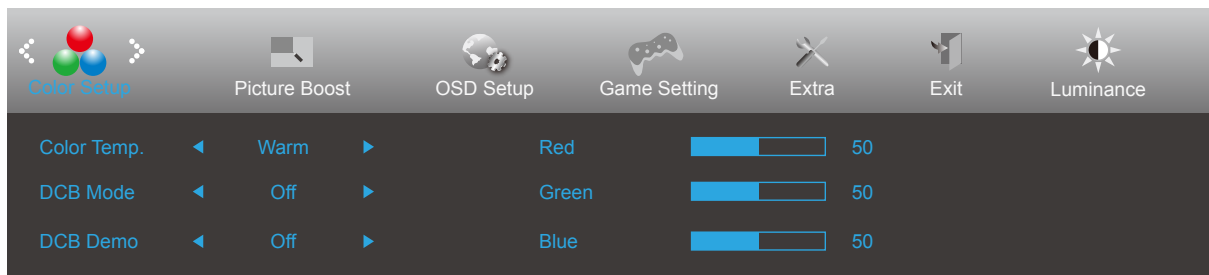 Color Setup Picture Boost OSD Setup Game Setting Extra Exit Luminance
Color Temp. Warm Red 50
DCB Mode Off Green 50
DCB Demo Off Blue 50